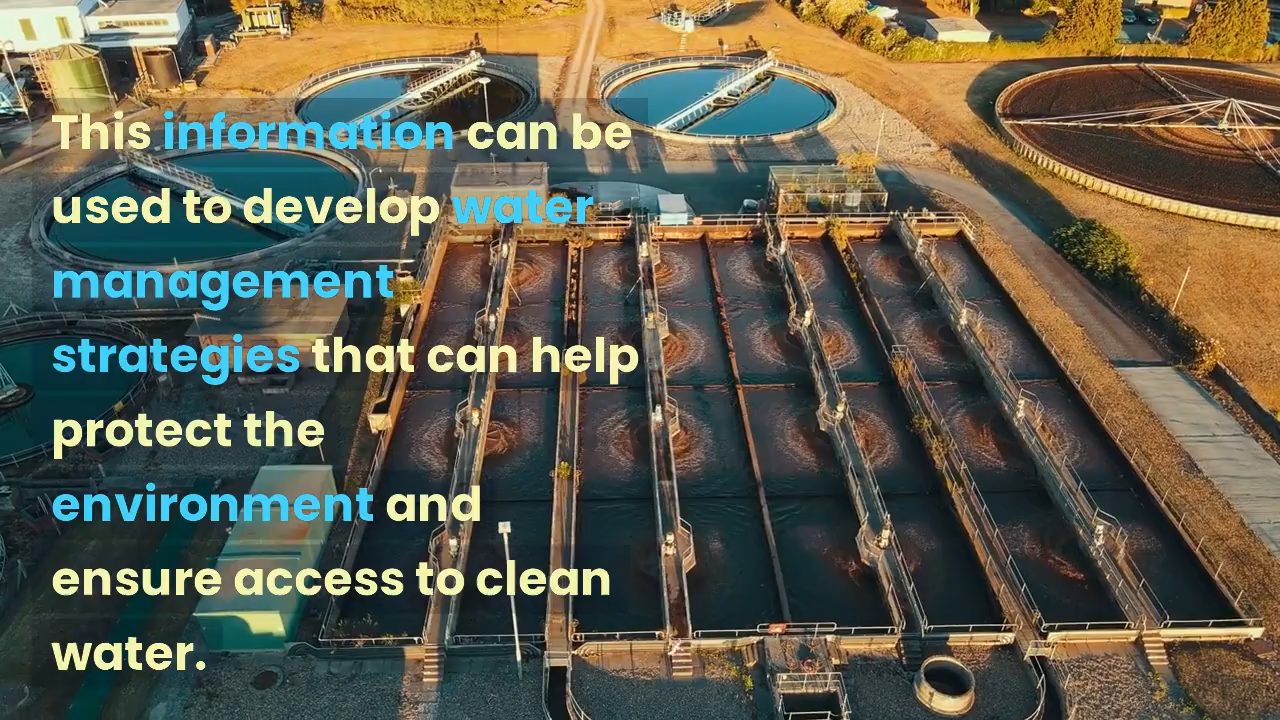 This information can be
used to develop water
management
strategies that can help
protect the
environment and
ensure access to clean
water.